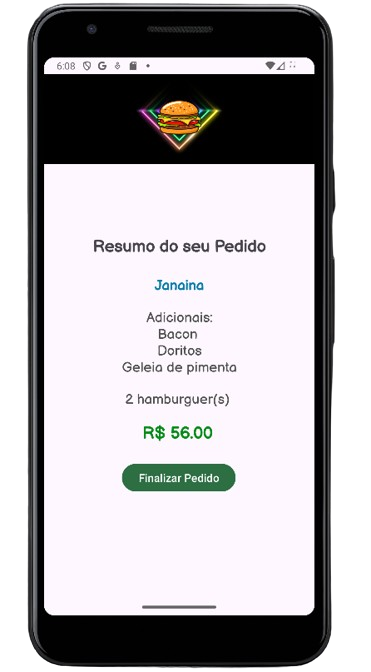 6:08
Resumo do seu Pedido
Janaina
Adicionais:
Bacon
Doritos
Geleia de pimenta
2 hamburguer(s)
R$ 56.00
Finalizar Pedido